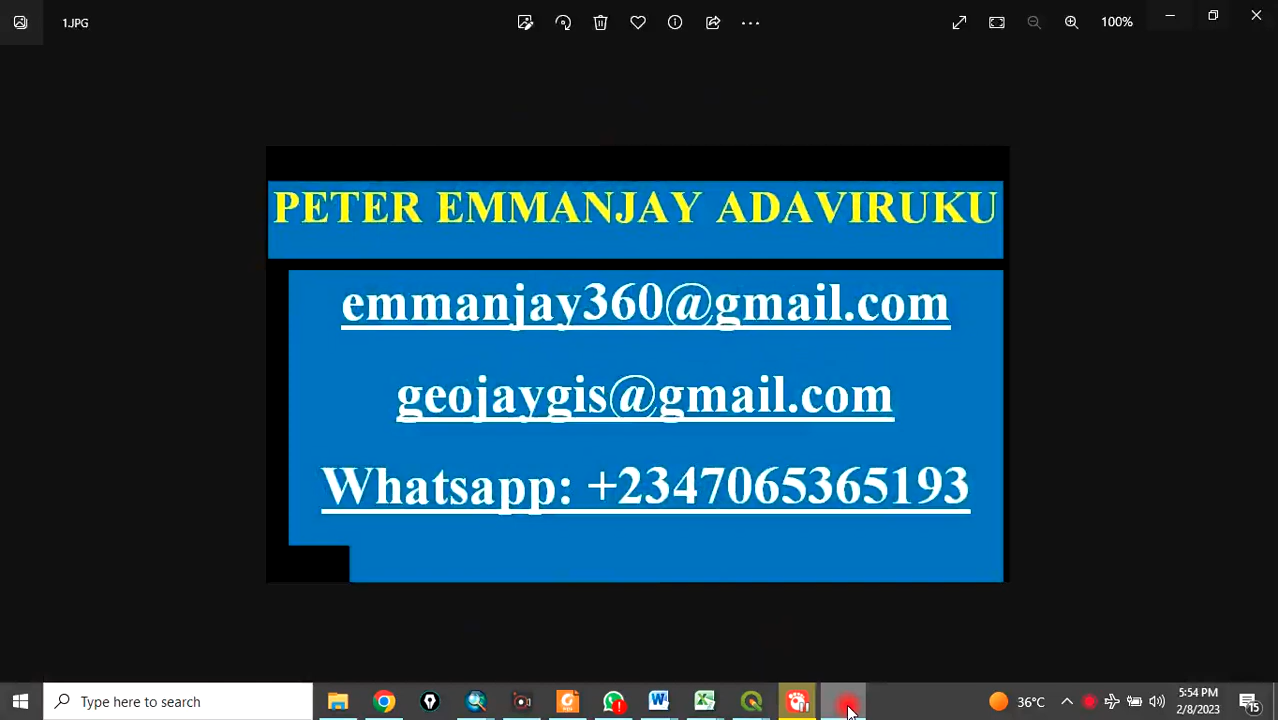 1.JPG
100%
PETER EMMANJAY ADAVIRUKU
emmanjay360@gmail.com
geojaygis@gmail.com
Whatsapp: +2347065365193
Type here to search
36°C
5:54 PM
2/8/2023
15